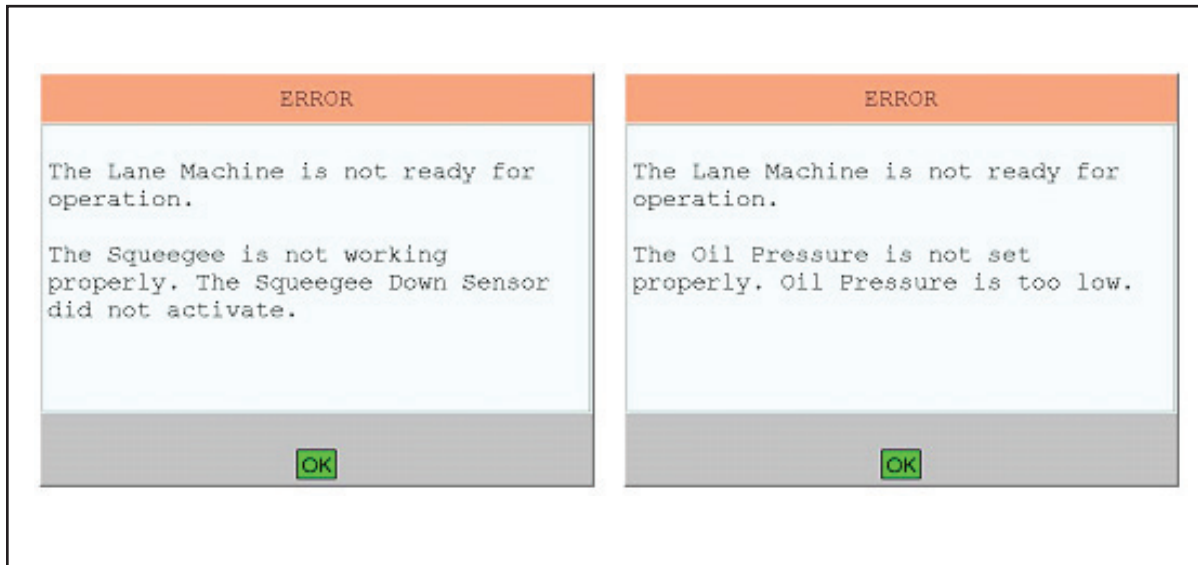 ERROR
The Lane Machine is not ready for
operation.
The Squeegee is not working
properly. The Squeegee Down Sensor
did not activate.
OK
ERROR
The Lane Machine is not ready for
operation.
The Oil Pressure is not set
properly. Oil Pressure is too low.
OK